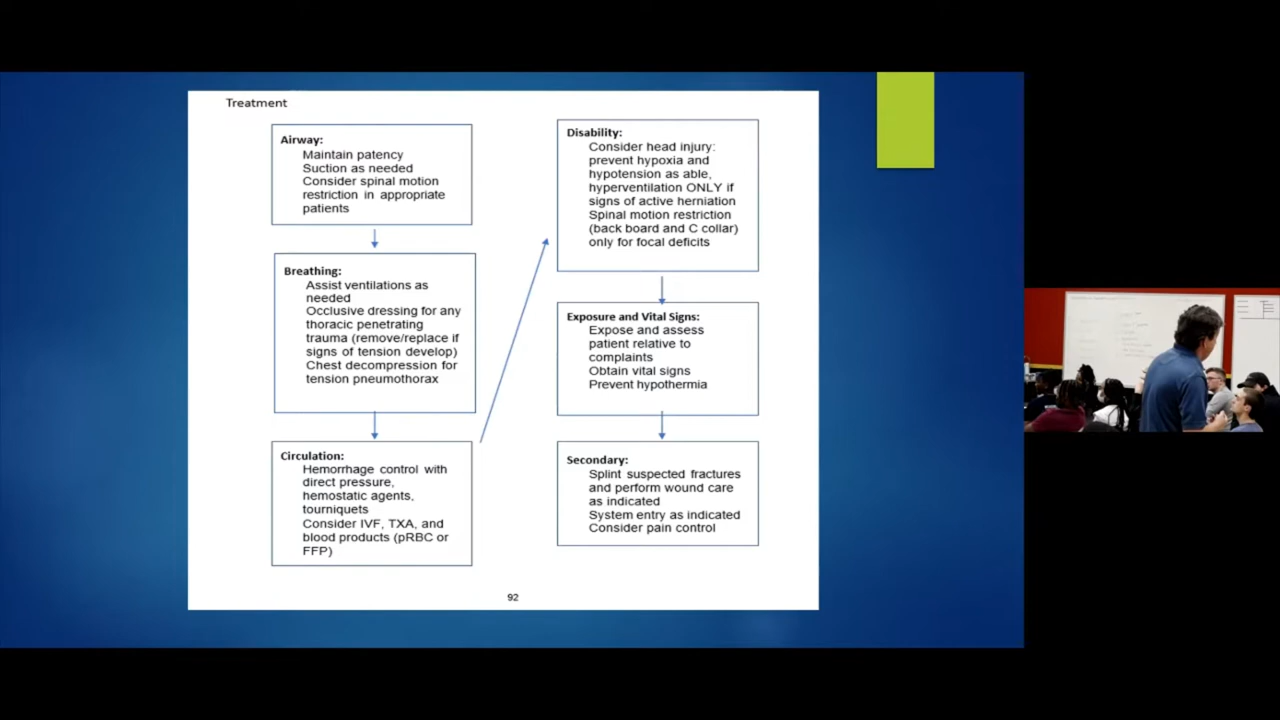 Treatment
Airway:
Maintain patency
Suction as needed
Consider spinal motion
restriction in appropriate
patients
Breathing:
Assist ventilations as
needed
Occlusive dressing for any
thoracic penetrating
trauma (remove/replace if
signs of tension develop)
Chest decompression for
tension pneumothorax
Circulation:
Hemorrhage control with
direct pressure,
hemostatic agents,
tourniquets
Consider IVF, TXA, and
blood products (pRBC or
FFP)
Disability:
Consider head injury:
prevent hypoxia and
hypotension as able,
hyperventilation ONLY if
signs of active herniation
Spinal motion restriction
(back board and C collar)
only for focal deficits
Exposure and Vital Signs:
Expose and assess
patient relative to
complaints
Obtain vital signs
Prevent hypothermia
Secondary:
Splint suspected fractures
and perform wound care
as indicated
System entry as indicated
Consider pain control
92